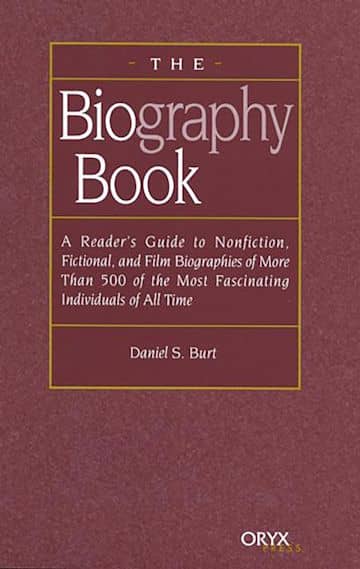 - THE -
Biography
Book
A Reader's Guide to Nonfiction,
Fictional, and Film Biographies of More
Than 500 of the Most Fascinating
Individuals of All Time
Daniel S. Burt
ORYX
PRESS